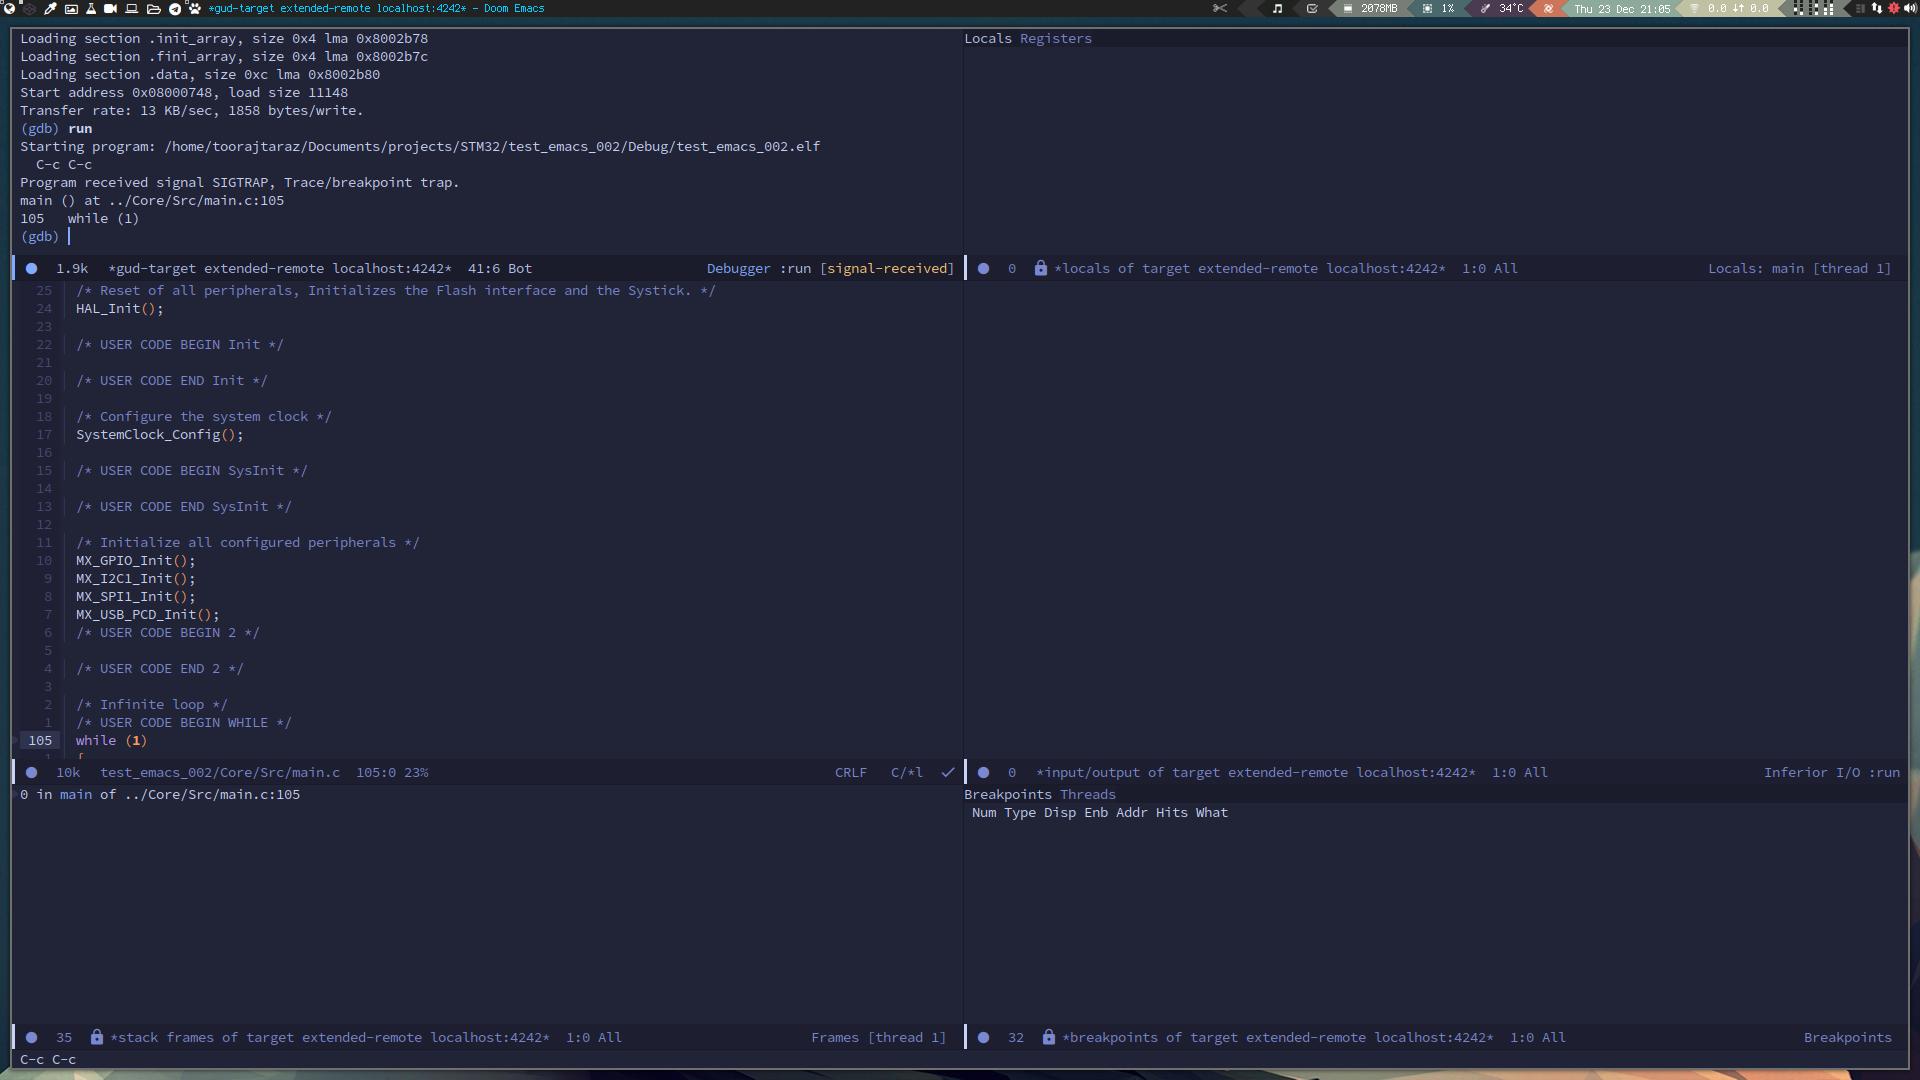 *gud-target extended-remote localhost:4242* – Doom Emacs
2078MB 1% 34°C Thu 23 Dec 21:05 0.0 ↓↑ 0.0
Loading section .init_array, size 0x4 lma 0x8002b78
Loading section .fini_array, size 0x4 lma 0x8002b7c
Loading section .data, size 0xc lma 0x8002b80
Start address 0x08000748, load size 11148
Transfer rate: 13 KB/sec, 1858 bytes/write.
(gdb) run
Starting program: /home/toorajtaraz/Documents/projects/STM32/test_emacs_002/Debug/test_emacs_002.elf
C-c C-c
Program received signal SIGTRAP, Trace/breakpoint trap.
main () at ../Core/Src/main.c:105
105   while (1)
(gdb)
1.9k *gud-target extended-remote localhost:4242* 41:6 Bot Debugger :run [signal-received]
25 /* Reset of all peripherals, Initializes the Flash interface and the Systick. */
24 HAL_Init();
23
22 /* USER CODE BEGIN Init */
21
20 /* USER CODE END Init */
19
18 /* Configure the system clock */
17 SystemClock_Config();
16
15 /* USER CODE BEGIN SysInit */
14
13 /* USER CODE END SysInit */
12
11 /* Initialize all configured peripherals */
10 MX_GPIO_Init();
9 MX_I2C1_Init();
8 MX_SPI1_Init();
7 MX_USB_PCD_Init();
6 /* USER CODE BEGIN 2 */
5
4 /* USER CODE END 2 */
3
2 /* Infinite loop */
1 /* USER CODE BEGIN WHILE */
105 while (1)
1 {
10k test_emacs_002/Core/Src/main.c 105:0 23% CRLF C/*l
0 in main of ../Core/Src/main.c:105
35 *stack frames of target extended-remote localhost:4242* 1:0 All Frames [thread 1]
Locals Registers
0 *locals of target extended-remote localhost:4242* 1:0 All Locals: main [thread 1]
0 *input/output of target extended-remote localhost:4242* 1:0 All Inferior I/O :run
Breakpoints Threads
Num Type Disp Enb Addr Hits What
32 *breakpoints of target extended-remote localhost:4242* 1:0 All Breakpoints
C-c C-c